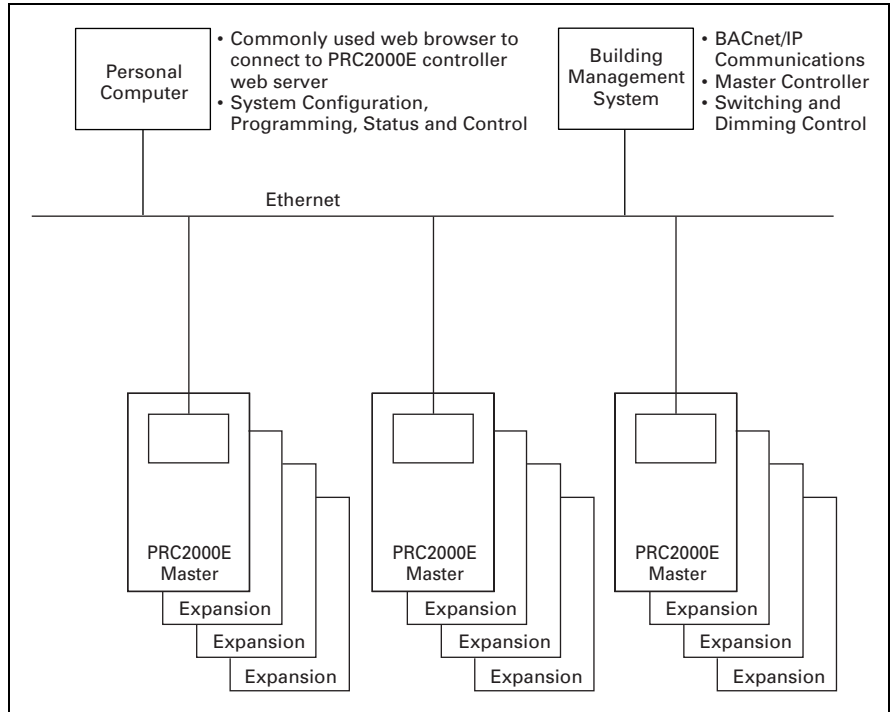 Personal
Computer
• Commonly used web browser to
connect to PRC2000E controller
web server
• System Configuration,
Programming, Status and Control
Building
Management
System
• BACnet/IP
Communications
• Master Controller
• Switching and
Dimming Control
Ethernet
PRC2000E
Master
Expansion
Expansion
Expansion
PRC2000E
Master
Expansion
Expansion
Expansion
PRC2000E
Master
Expansion
Expansion
Expansion